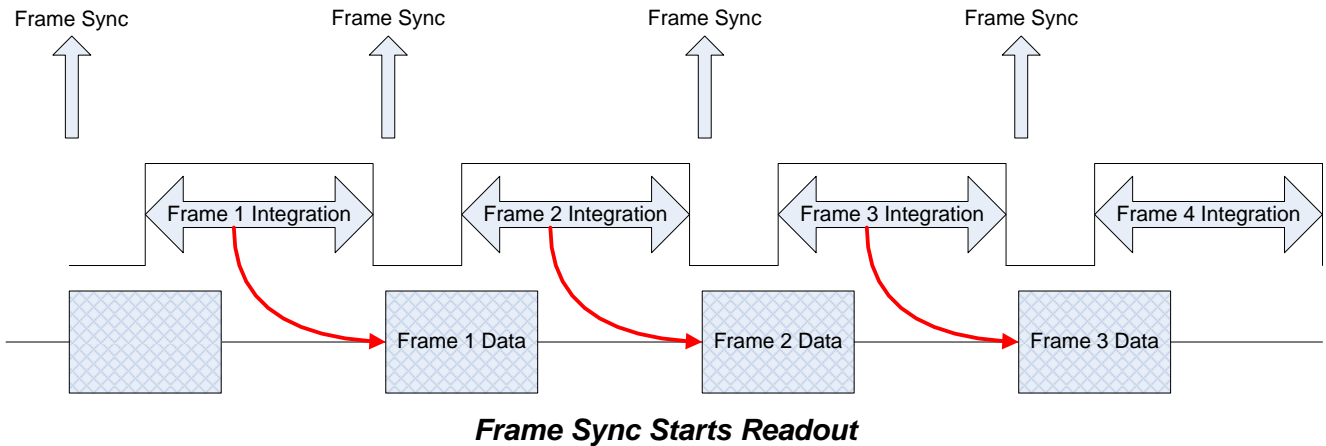 Frame Sync
Frame Sync
Frame Sync
Frame Sync
Frame 1 Integration
Frame 2 Integration
Frame 3 Integration
Frame 4 Integration
Frame 1 Data
Frame 2 Data
Frame 3 Data
Frame Sync Starts Readout